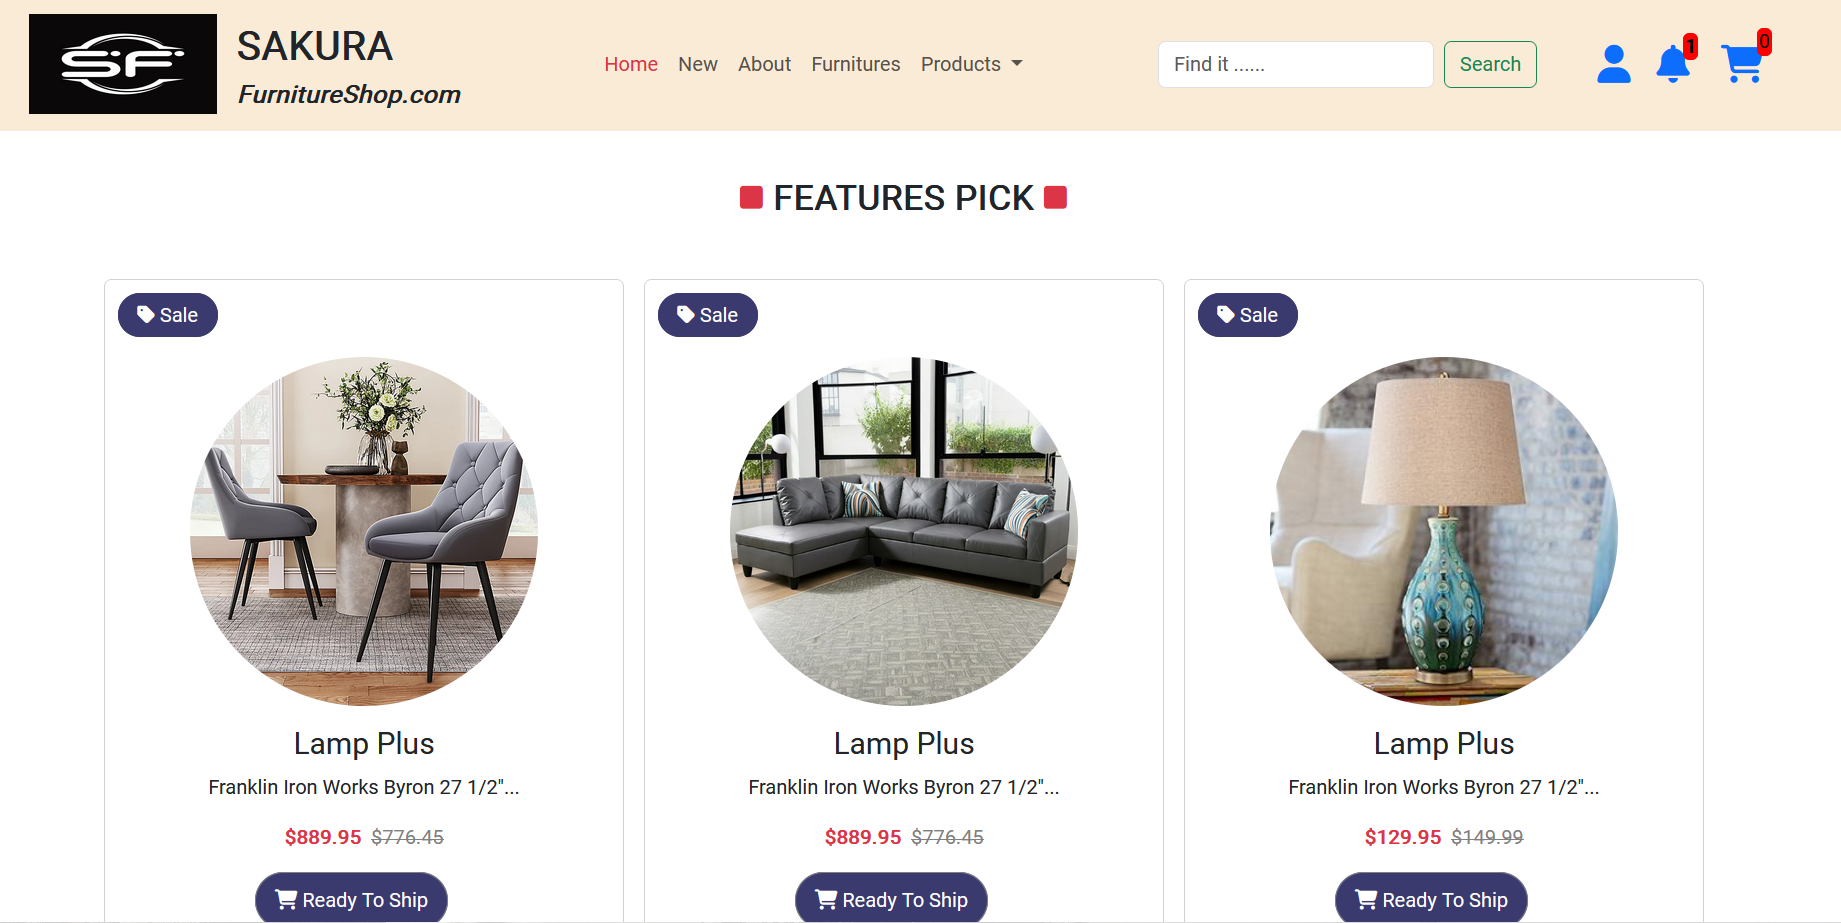 SF
SAKURA
FurnitureShop.com
Home New About Furnitures Products
Find it ......
Search
1
0
FEATURES PICK
Sale
Sale
Sale
Lamp Plus
Franklin Iron Works Byron 27 1/2"...
$889.95 $776.45
Ready To Ship
Lamp Plus
Franklin Iron Works Byron 27 1/2"...
$889.95 $776.45
Ready To Ship
Lamp Plus
Franklin Iron Works Byron 27 1/2"...
$129.95 $149.99
Ready To Ship